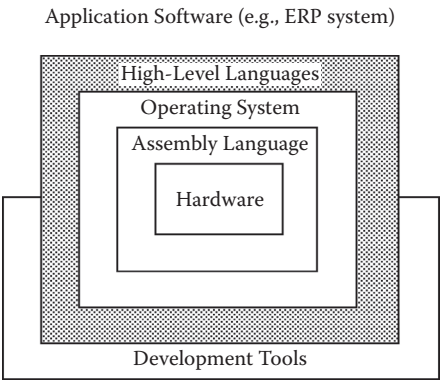 Application Software (e.g., ERP system)
High-Level Languages
Operating System
Assembly Language
Hardware
Development Tools